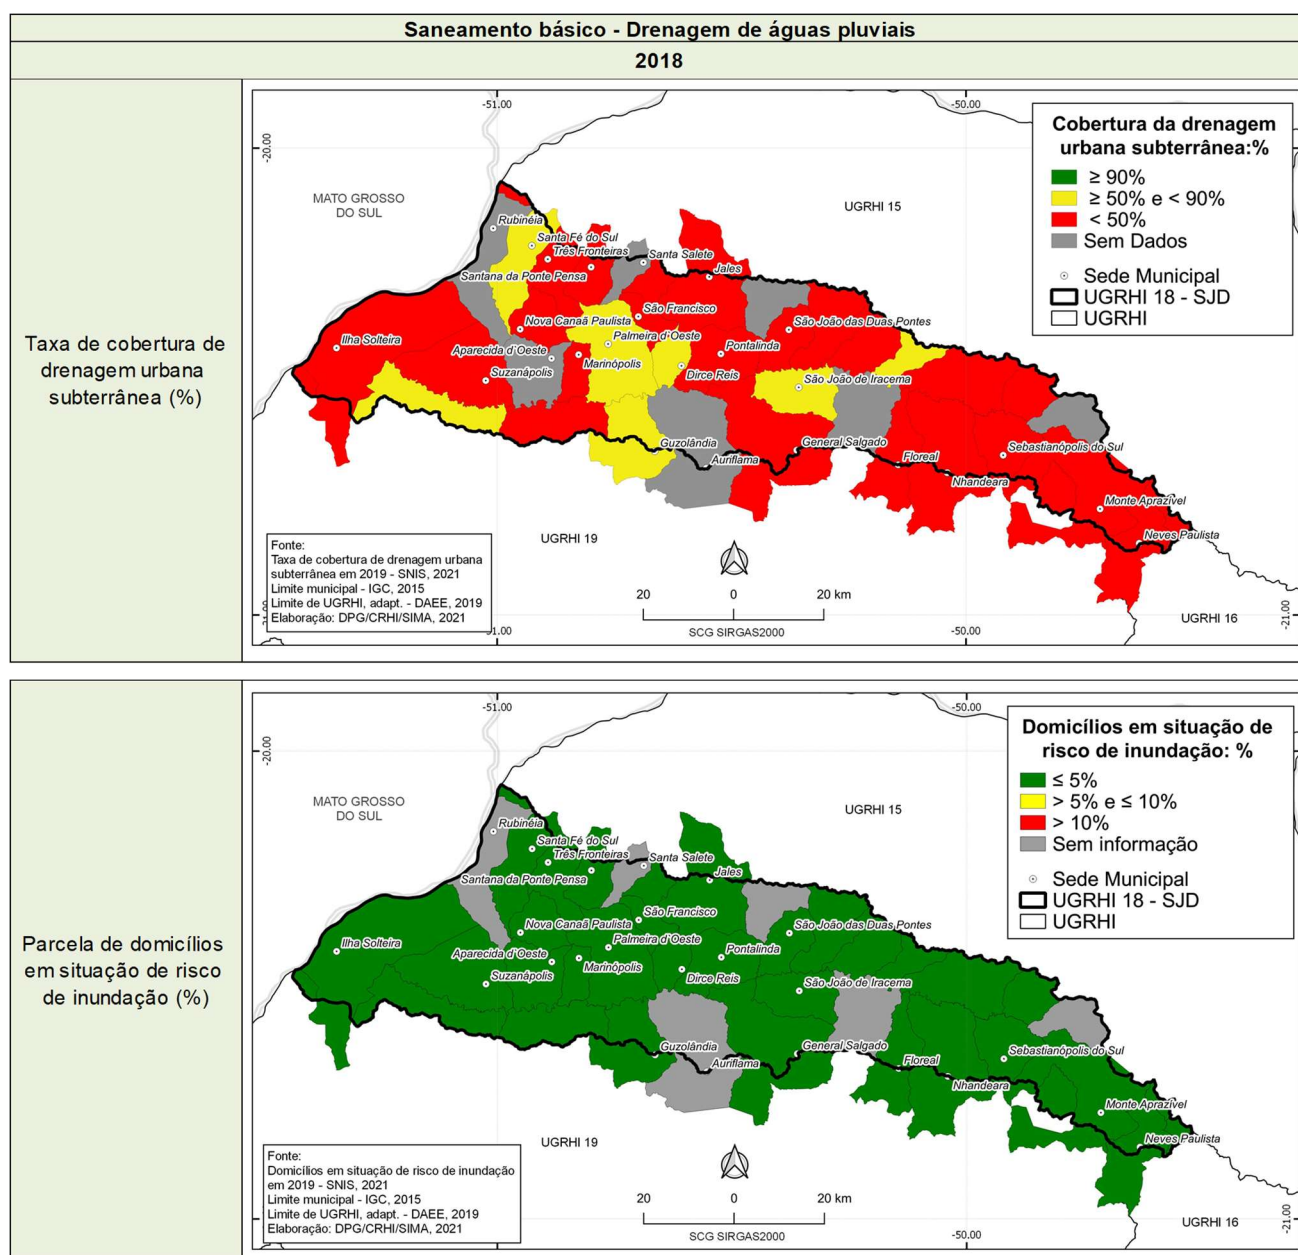 Saneamento básico - Drenagem de águas pluviais
2018
Taxa de cobertura de
drenagem urbana
subterrânea (%)
-51.00
-50.00
-20.00
MATO GROSSO
DO SUL
UGRHI 15
Cobertura da drenagem
urbana subterrânea:%
≥ 90%
≥ 50% e < 90%
< 50%
Sem Dados
Sede Municipal
UGRHI 18 - SJD
UGRHI
Rubinéia
Santa Fé do Sul
Três Fronteiras
Santa Salete
Santana da Ponte Pensa
Jales
São Francisco
Nova Canaã Paulista
São João das Duas Pontes
Ilha Solteira
Palmeira d'Oeste
Aparecida d'Oeste
Marinópolis
Pontalinda
Suzanápolis
Dirce Reis
São João de Iracema
Guzolândia
General Salgado
Sebastianópolis do Sul
Auriflama
Floreal
Nhandeara
Monte Aprazível
Neves Paulista
UGRHI 19
Fonte:
Taxa de cobertura de drenagem urbana
subterrânea em 2019 - SNIS, 2021
Limite municipal - IGC, 2015
Limite de UGRHI, adapt. - DAEE, 2019
Elaboração: DPG/CRHI/SIMA, 2021
20 0 20 km
SCG SIRGAS2000
-50.00
UGRHI 16
-21.00
Parcela de domicílios
em situação de risco
de inundação (%)
-51.00
-50.00
-20.00
MATO GROSSO
DO SUL
UGRHI 15
Domicílios em situação de
risco de inundação: %
≤ 5%
> 5% e ≤ 10%
> 10%
Sem informação
Sede Municipal
UGRHI 18 - SJD
UGRHI
Rubinéia
Santa Fé do Sul
Três Fronteiras
Santa Salete
Santana da Ponte Pensa
Jales
São Francisco
Nova Canaã Paulista
São João das Duas Pontes
Ilha Solteira
Palmeira d'Oeste
Aparecida d'Oeste
Marinópolis
Pontalinda
Suzanápolis
Dirce Reis
São João de Iracema
Guzolândia
General Salgado
Sebastianópolis do Sul
Auriflama
Floreal
Nhandeara
Monte Aprazível
Neves Paulista
UGRHI 19
Fonte:
Domicílios em situação de risco de inundação
em 2019 - SNIS, 2021
Limite municipal - IGC, 2015
Limite de UGRHI, adapt. - DAEE, 2019
Elaboração: DPG/CRHI/SIMA, 2021
20 0 20 km
SCG SIRGAS2000
-50.00
UGRHI 16
-21.00